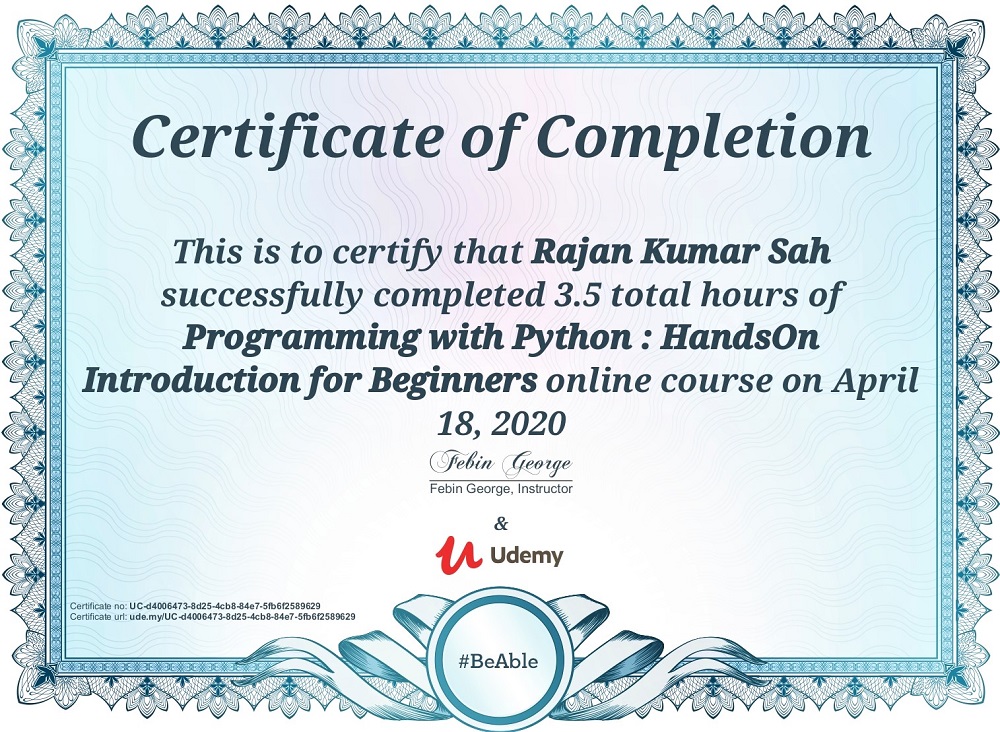 Certificate of Completion
This is to certify that Rajan Kumar Sah
successfully completed 3.5 total hours of
Programming with Python : HandsOn
Introduction for Beginners online course on April
18, 2020
Febin George
Febin George, Instructor
&
Udemy
Certificate no: UC-d4006473-8d25-4cb8-84e7-5fb6f2589629
Certificate url: ude.my/UC-d4006473-8d25-4cb8-84e7-5fb6f2589629
#BeAble